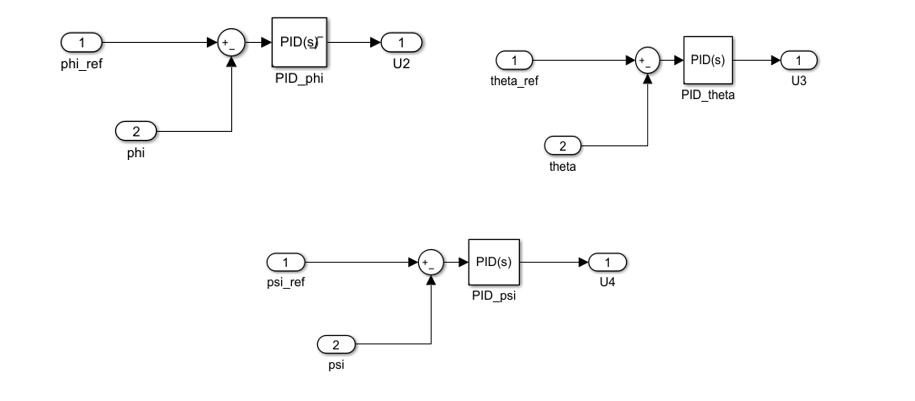 1
phi_ref
+
_
PID(s)
PID_phi
1
U2
2
phi
1
theta_ref
+
_
PID(s)
PID_theta
1
U3
2
theta
1
psi_ref
+
_
PID(s)
PID_psi
1
U4
2
psi